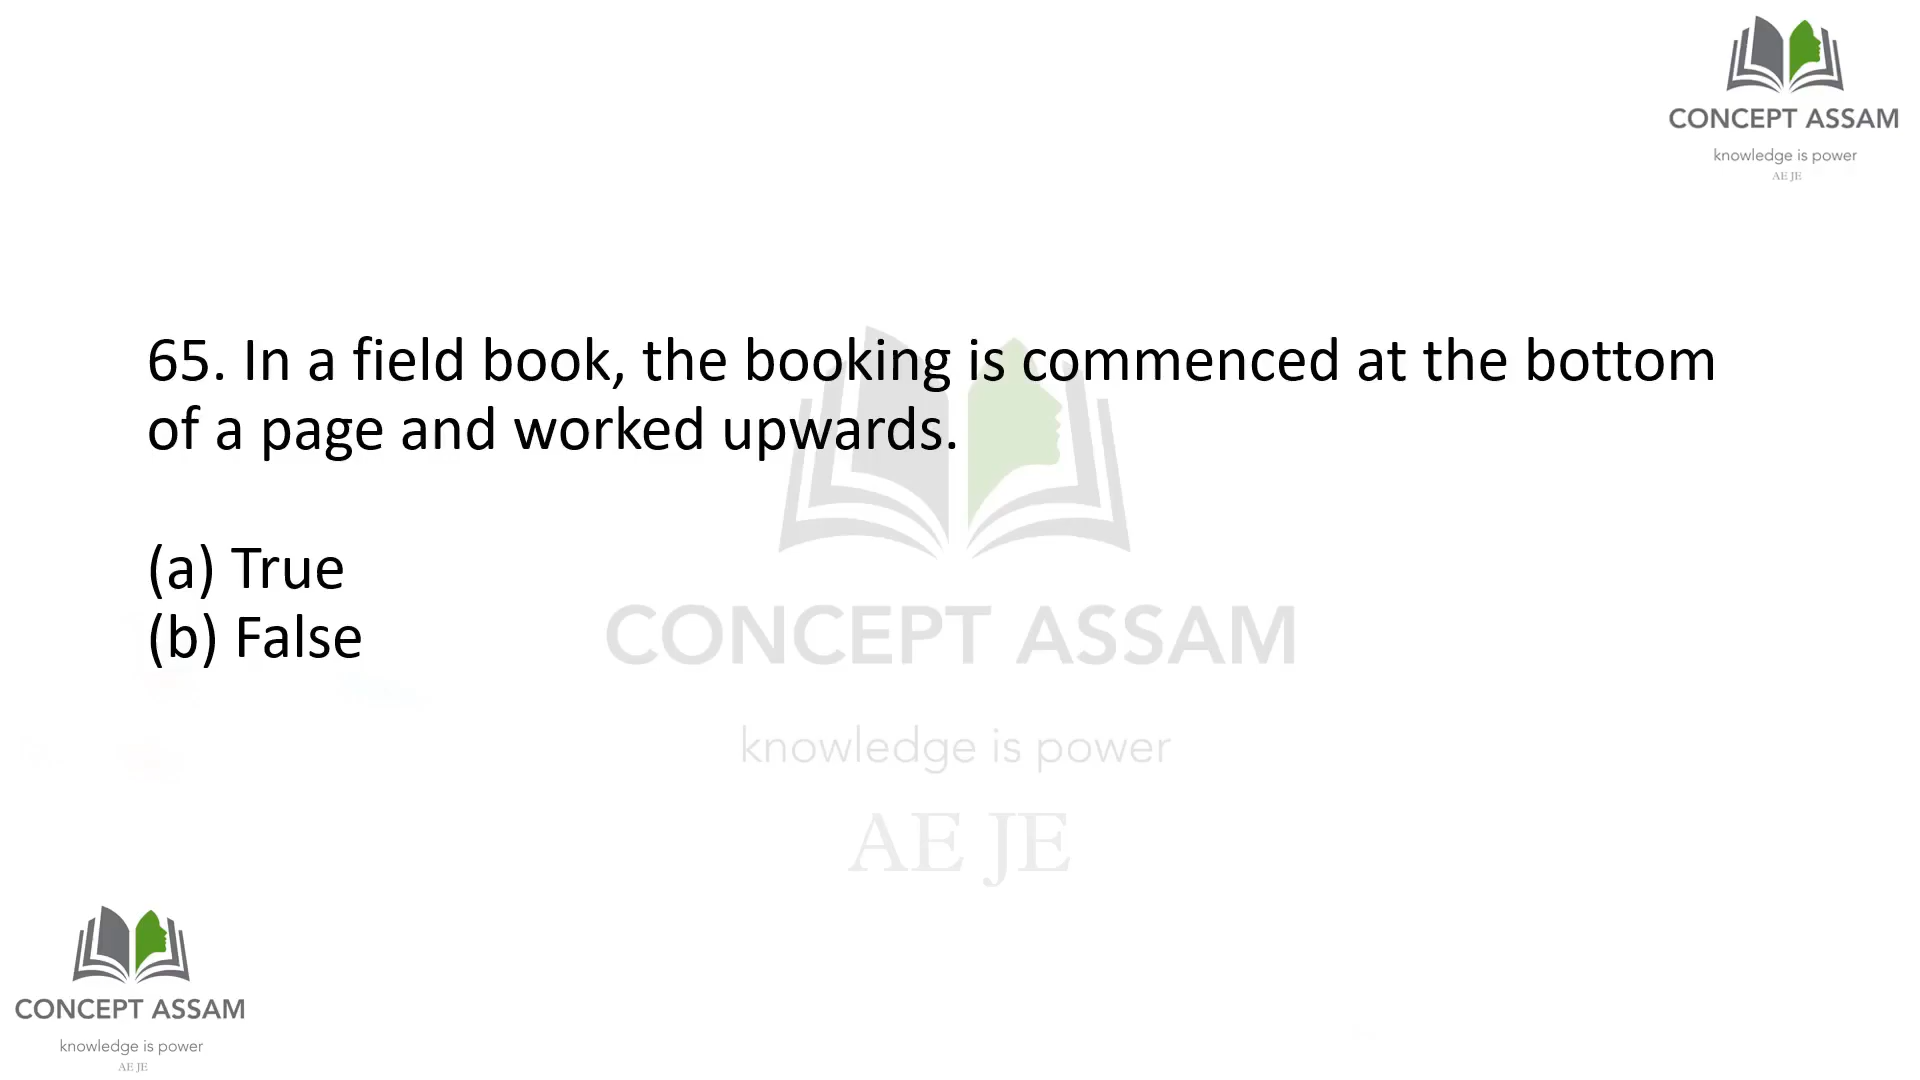 CONCEPT ASSAM
knowledge is power
AE JE
65. In a field book, the booking is commenced at the bottom
of a page and worked upwards.
(a) True
(b) False
CONCEPT ASSAM
knowledge is power
AE JE
CONCEPT ASSAM
knowledge is power
AE JE